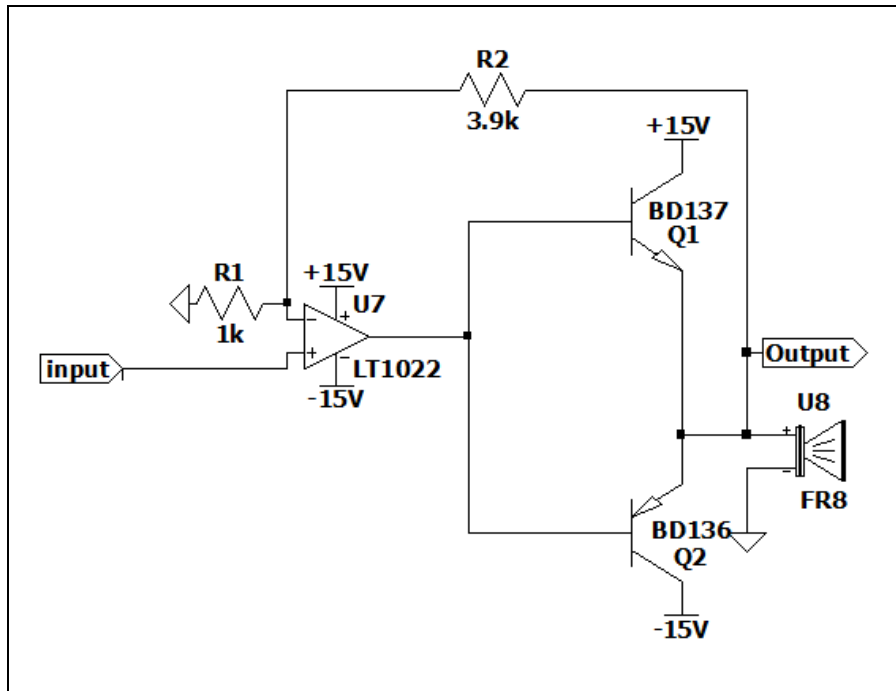 R2
3.9k
+15V
BD137
Q1
R1
1k
+15V
U7
+
−
+
−
LT1022
-15V
input
Output
U8
+
−
FR8
BD136
Q2
-15V